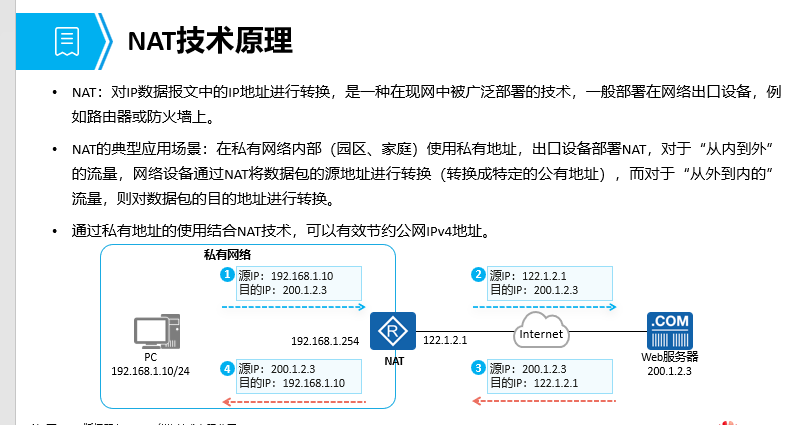 NAT技术原理
• NAT：对IP数据报文中的IP地址进行转换，是一种在现网中被广泛部署的技术，一般部署在网络出口设备，例
如路由器或防火墙上。
• NAT的典型应用场景：在私有网络内部（园区、家庭）使用私有地址，出口设备部署NAT，对于“从内到外”
的流量，网络设备通过NAT将数据包的源地址进行转换（转换成特定的公有地址），而对于“从外到内的”
流量，则对数据包的目的地址进行转换。
• 通过私有地址的使用结合NAT技术，可以有效节约公网IPv4地址。
私有网络
1 源IP：192.168.1.10
目的IP：200.1.2.3
2 源IP：122.1.2.1
目的IP：200.1.2.3
PC
192.168.1.10/24
192.168.1.254
R
NAT
122.1.2.1
Internet
.COM
Web服务器
200.1.2.3
4 源IP：200.1.2.3
目的IP：192.168.1.10
3 源IP：200.1.2.3
目的IP：122.1.2.1